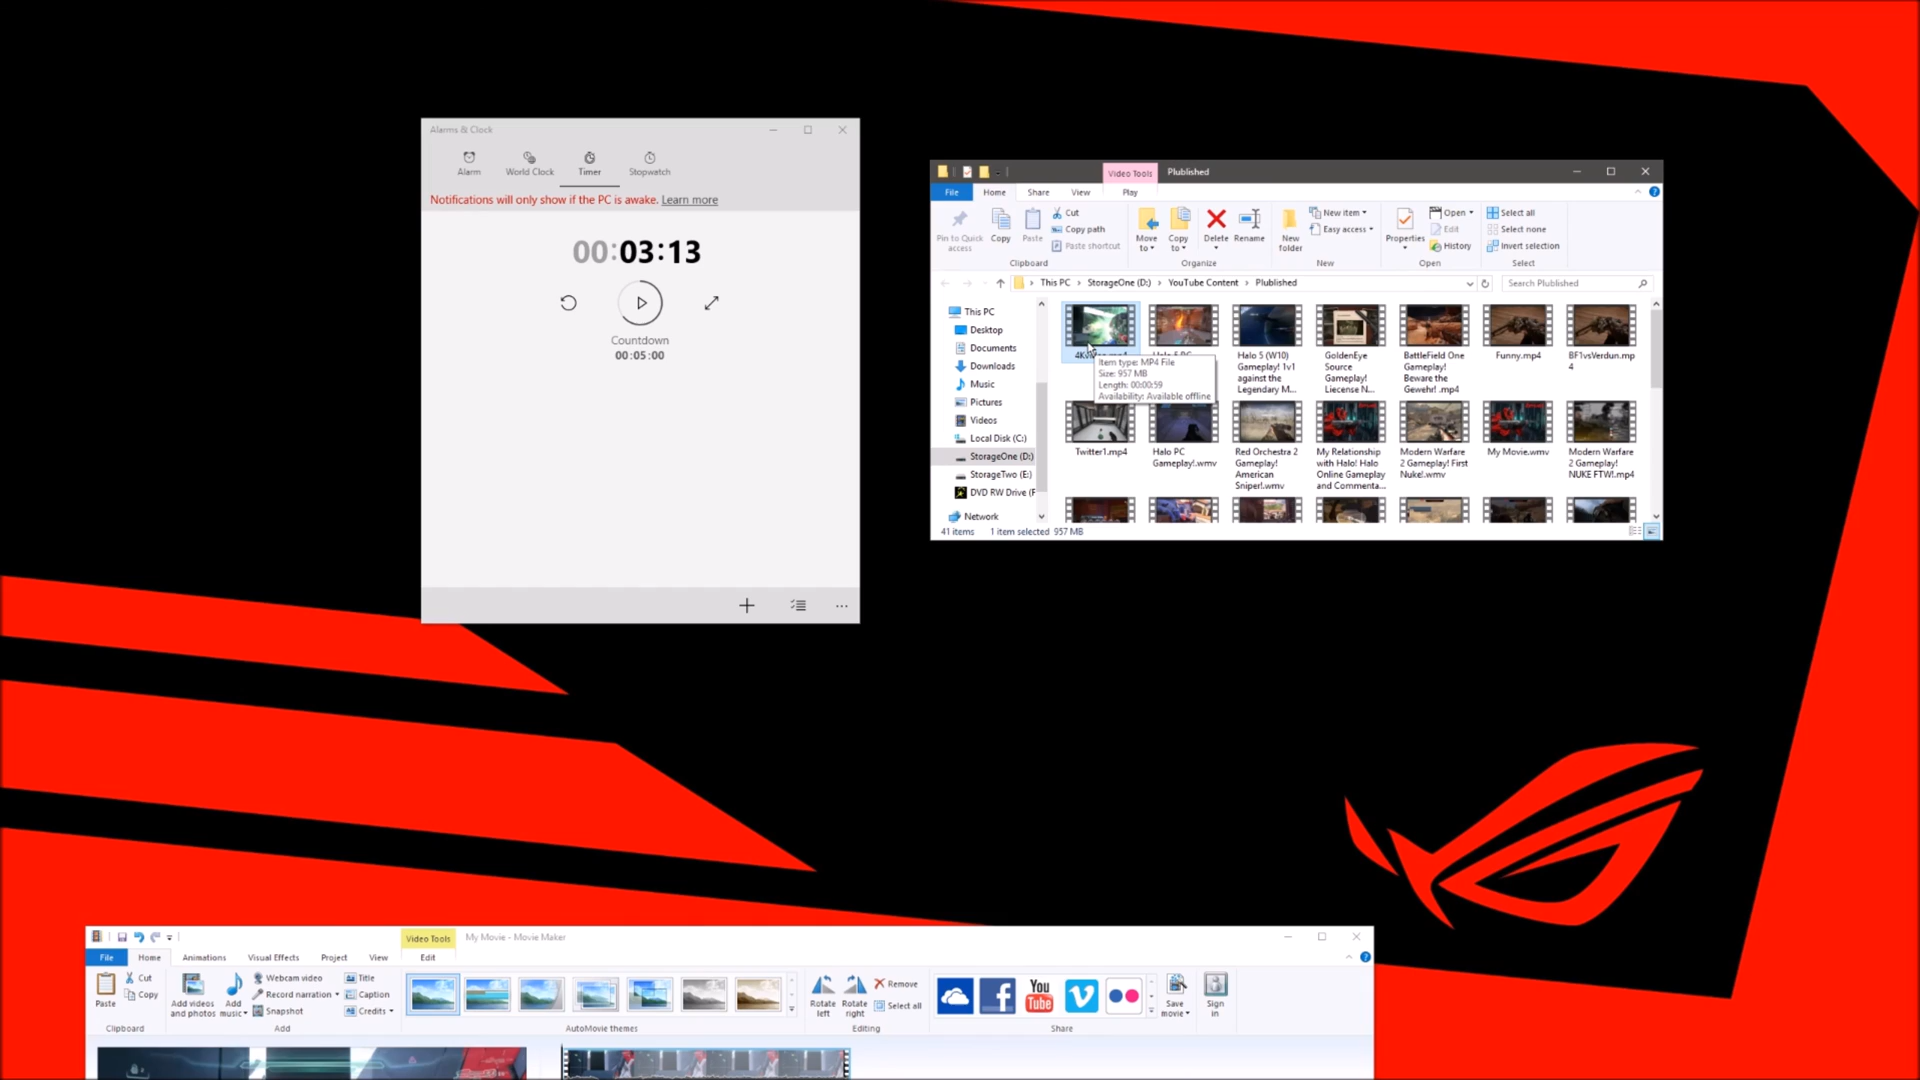 Alarms & Clock
Alarm
World Clock
Timer
Stopwatch
Notifications will only show if the PC is awake. Learn more
00:03:13
Countdown
00:05:00
Video Tools
Plublished
File
Home
Share
View
Play
Pin to Quick access
Copy
Paste
Cut
Copy path
Paste shortcut
Clipboard
Move to
Copy to
Delete
Rename
Organize
New folder
New item
Easy access
New
Properties
Open
Edit
History
Open
Select all
Select none
Invert selection
Select
This PC
StorageOne (D:)
YouTube Content
Plublished
Search Plublished
This PC
Desktop
Documents
Downloads
Music
Pictures
Videos
Local Disk (C:)
StorageOne (D:)
StorageTwo (E:)
DVD RW Drive (F
Network
Item type: MP4 File
Size: 957 MB
Length: 00:00:59
Availability: Available offline
Halo 5 (W10)
Gameplay! 1v1
against the
Legendary M...
GoldenEye
Source
Gameplay!
Liecense N...
BattleField One
Gameplay!
Beware the
Gewehr! .mp4
Funny.mp4
BF1vsVerdun.mp
4
Twitter1.mp4
Halo PC
Gameplay!.wmv
Red Orchestra 2
Gameplay!
American
Sniper!.wmv
My Relationship
with Halo! Halo
Online Gameplay
and Commenta...
Modern Warfare
2 Gameplay! First
Nuke!.wmv
My Movie.wmv
Modern Warfare
2 Gameplay!
NUKE FTW!.mp4
41 items
1 item selected 957 MB
Video Tools
My Movie - Movie Maker
File
Home
Animations
Visual Effects
Project
View
Edit
Paste
Cut
Copy
Clipboard
Add videos and photos
Add music
Webcam video
Record narration
Snapshot
Title
Caption
Credits
Add
AutoMovie themes
Rotate left
Rotate right
Remove
Select all
Editing
You
Tube
Share
Save movie
Sign in